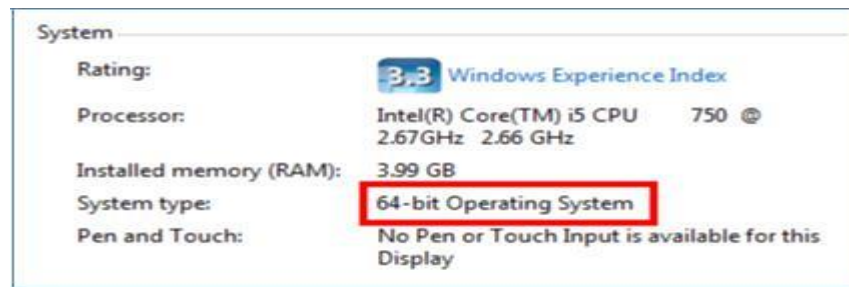 System
Rating:
3.3 Windows Experience Index
Processor:
Intel(R) Core(TM) i5 CPU 750 @
2.67GHz 2.66 GHz
Installed memory (RAM):
3.99 GB
System type:
64-bit Operating System
Pen and Touch:
No Pen or Touch Input is available for this
Display